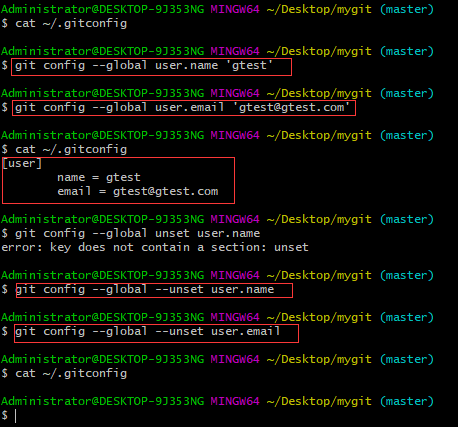 Administrator@DESKTOP-9J353NG MINGW64 ~/Desktop/mygit (master)
$ cat ~/.gitconfig
Administrator@DESKTOP-9J353NG MINGW64 ~/Desktop/mygit (master)
$ git config --global user.name 'gtest'
Administrator@DESKTOP-9J353NG MINGW64 ~/Desktop/mygit (master)
$ git config --global user.email 'gtest@gtest.com'
Administrator@DESKTOP-9J353NG MINGW64 ~/Desktop/mygit (master)
$ cat ~/.gitconfig
[user]
name = gtest
email = gtest@gtest.com
Administrator@DESKTOP-9J353NG MINGW64 ~/Desktop/mygit (master)
$ git config --global unset user.name
error: key does not contain a section: unset
Administrator@DESKTOP-9J353NG MINGW64 ~/Desktop/mygit (master)
$ git config --global --unset user.name
Administrator@DESKTOP-9J353NG MINGW64 ~/Desktop/mygit (master)
$ git config --global --unset user.email
Administrator@DESKTOP-9J353NG MINGW64 ~/Desktop/mygit (master)
$ cat ~/.gitconfig
Administrator@DESKTOP-9J353NG MINGW64 ~/Desktop/mygit (master)
$